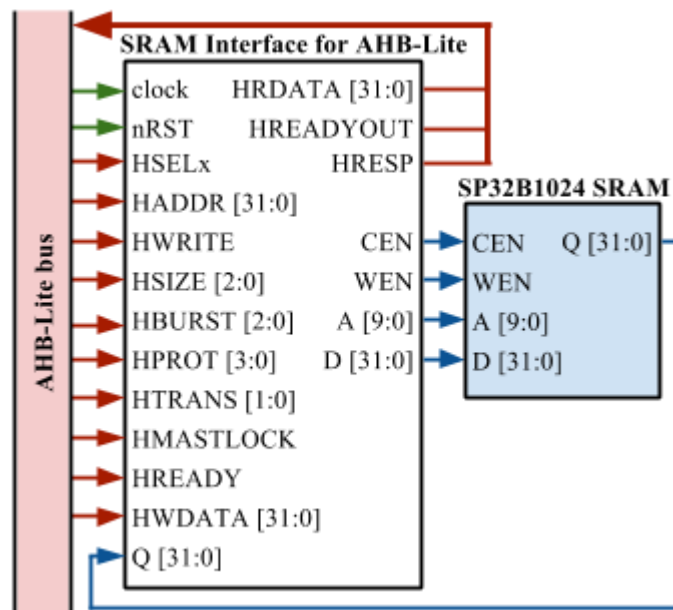 SRAM Interface for AHB-Lite
AHB-Lite bus
clock HRDATA [31:0]
nRST HREADYOUT
HSELx HRESP
HADDR [31:0]
HWRITE CEN
HSIZE [2:0] WEN
HBURST [2:0] A [9:0]
HPROT [3:0] D [31:0]
HTRANS [1:0]
HMASTLOCK
HREADY
HWDATA [31:0]
Q [31:0]
SP32B1024 SRAM
CEN Q [31:0]
WEN
A [9:0]
D [31:0]